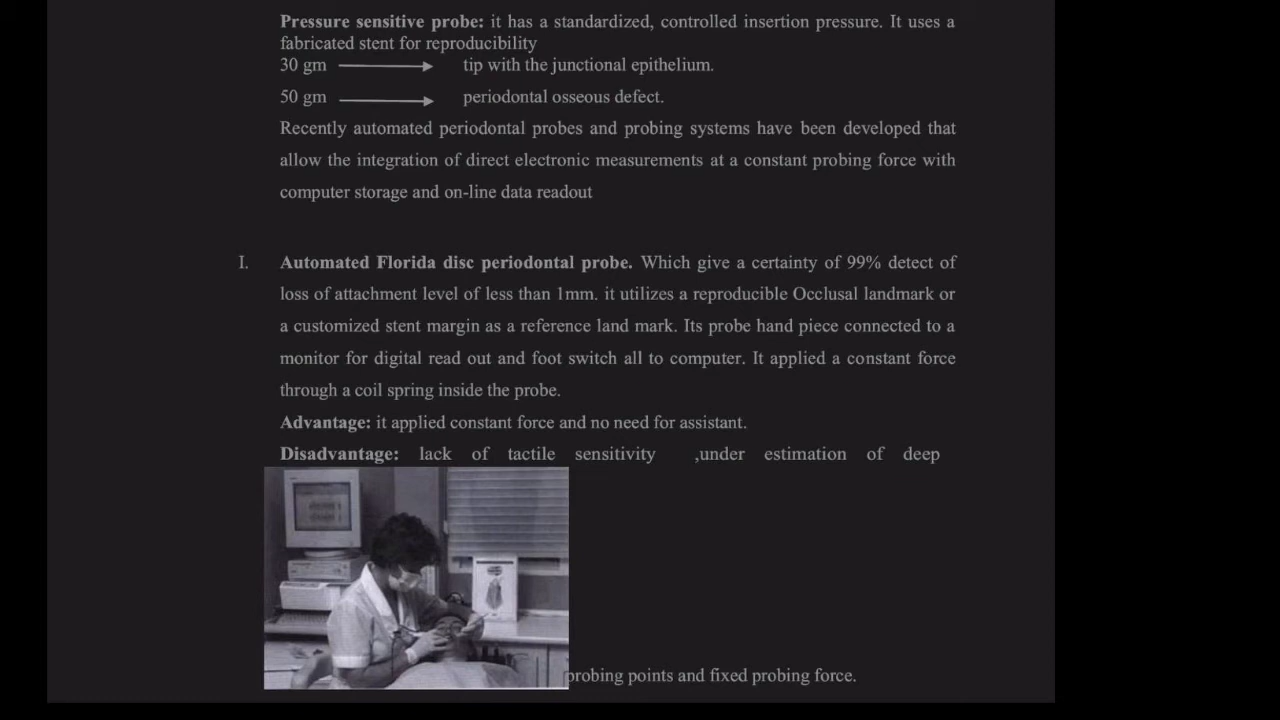 Pressure sensitive probe: it has a standardized, controlled insertion pressure. It uses a
fabricated stent for reproducibility
30 gm tip with the junctional epithelium.
50 gm periodontal osseous defect.
Recently automated periodontal probes and probing systems have been developed that
allow the integration of direct electronic measurements at a constant probing force with
computer storage and on-line data readout
I. Automated Florida disc periodontal probe. Which give a certainty of 99% detect of
loss of attachment level of less than 1mm. it utilizes a reproducible Occlusal landmark or
a customized stent margin as a reference land mark. Its probe hand piece connected to a
monitor for digital read out and foot switch all to computer. It applied a constant force
through a coil spring inside the probe.
Advantage: it applied constant force and no need for assistant.
Disadvantage: lack of tactile sensitivity ,under estimation of deep
probing points and fixed probing force.